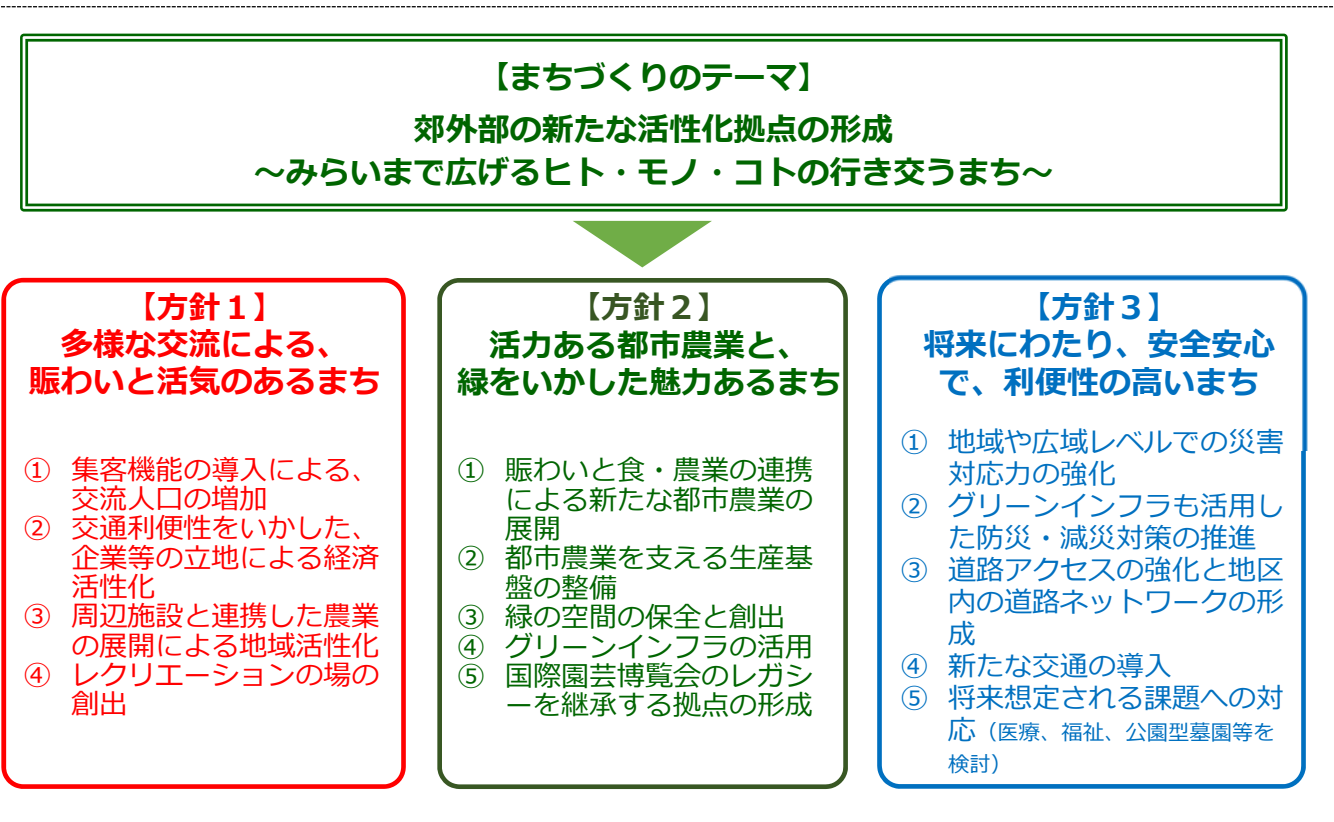 【まちづくりのテーマ】
郊外部の新たな活性化拠点の形成
～みらいまで広げるヒト・モノ・コトの行き交うまち～
【方針１】
多様な交流による、
賑わいと活気のあるまち
① 集客機能の導入による、
交流人口の増加
② 交通利便性をいかした、
企業等の立地による経済
活性化
③ 周辺施設と連携した農業
の展開による地域活性化
④ レクリエーションの場の
創出
【方針２】
活力ある都市農業と、
緑をいかした魅力あるまち
① 賑わいと食・農業の連携
による新たな都市農業の
展開
② 都市農業を支える生産基
盤の整備
③ 緑の空間の保全と創出
④ グリーンインフラの活用
⑤ 国際園芸博覧会のレガシ
ーを継承する拠点の形成
【方針３】
将来にわたり、安全安心
で、利便性の高いまち
① 地域や広域レベルでの災害
対応力の強化
② グリーンインフラも活用し
た防災・減災対策の推進
③ 道路アクセスの強化と地区
内の道路ネットワークの形
成
④ 新たな交通の導入
⑤ 将来想定される課題への対
応（医療、福祉、公園型墓園等を
検討）